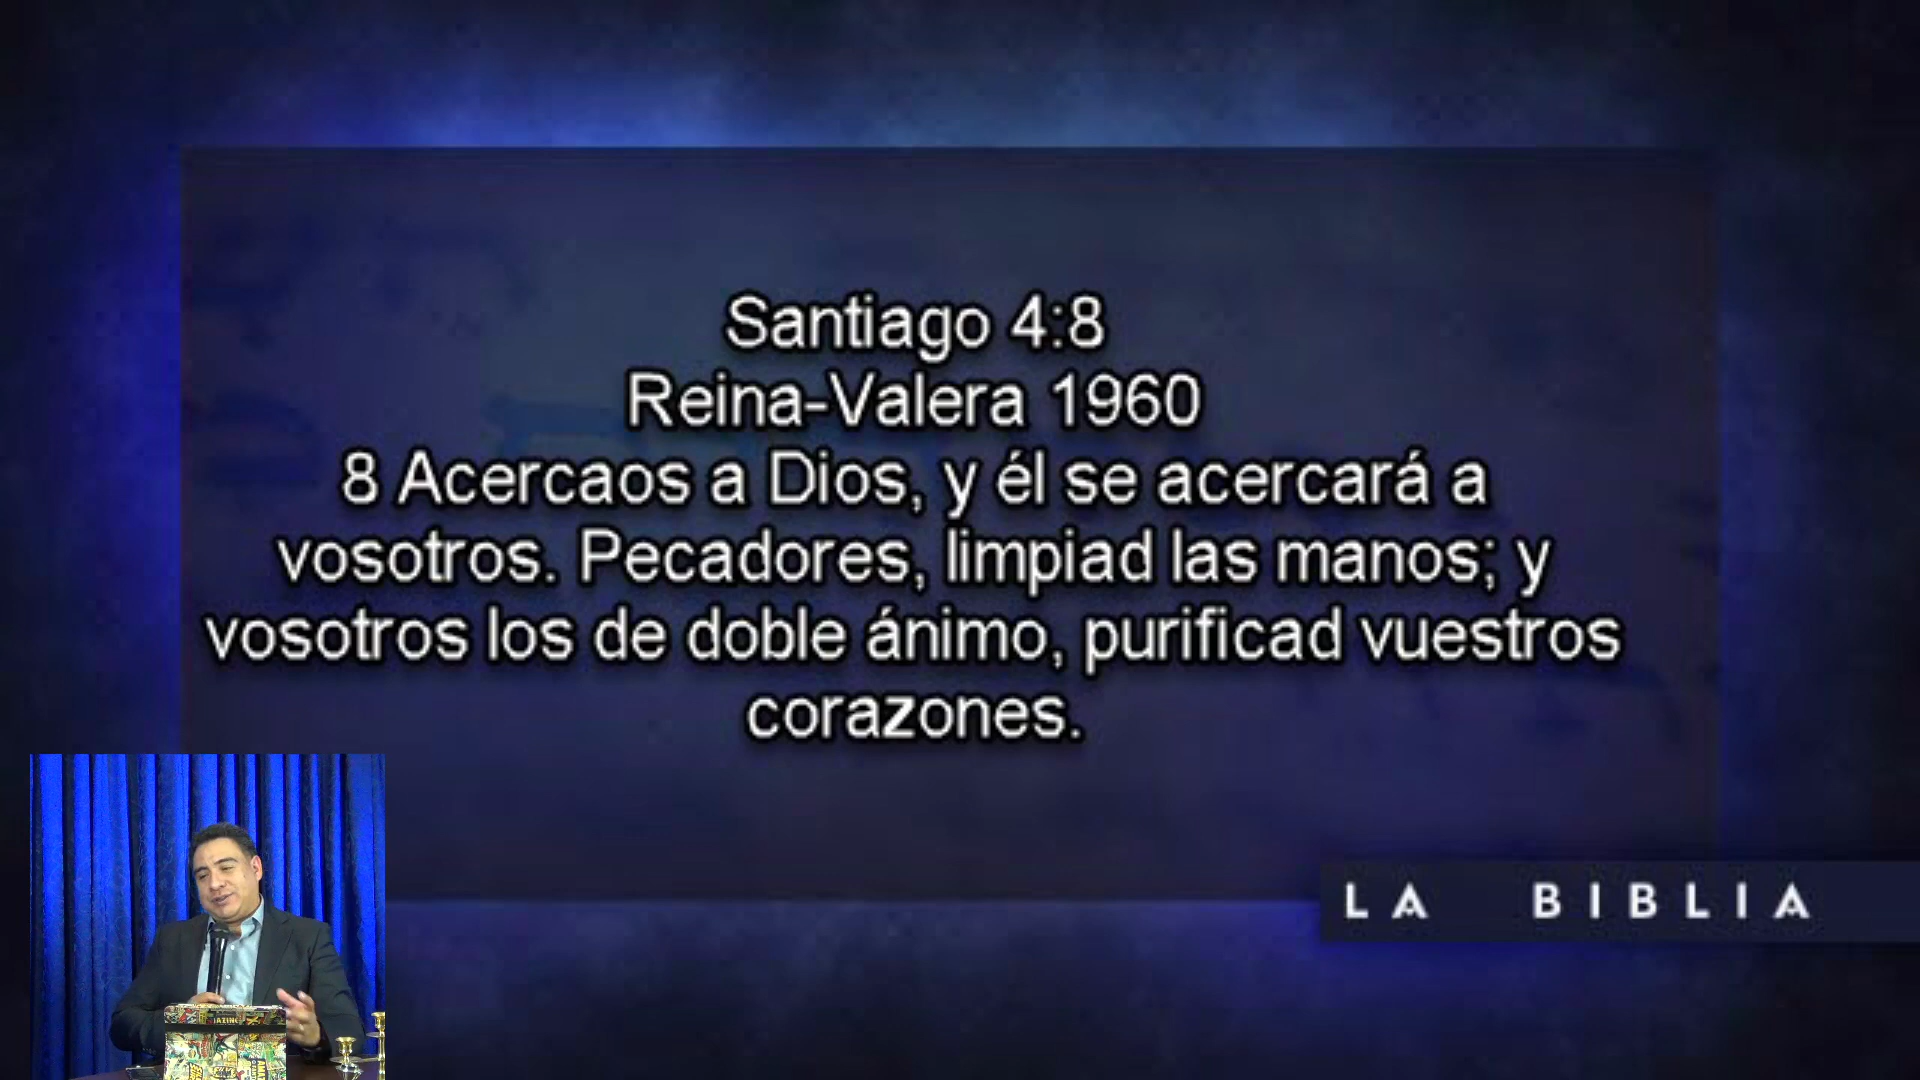 Santiago 4:8
Reina-Valera 1960
8 Acercaos a Dios, y él se acercará a
vosotros. Pecadores, limpiad las manos; y
vosotros los de doble ánimo, purificad vuestros
corazones.
LA BIBLIA